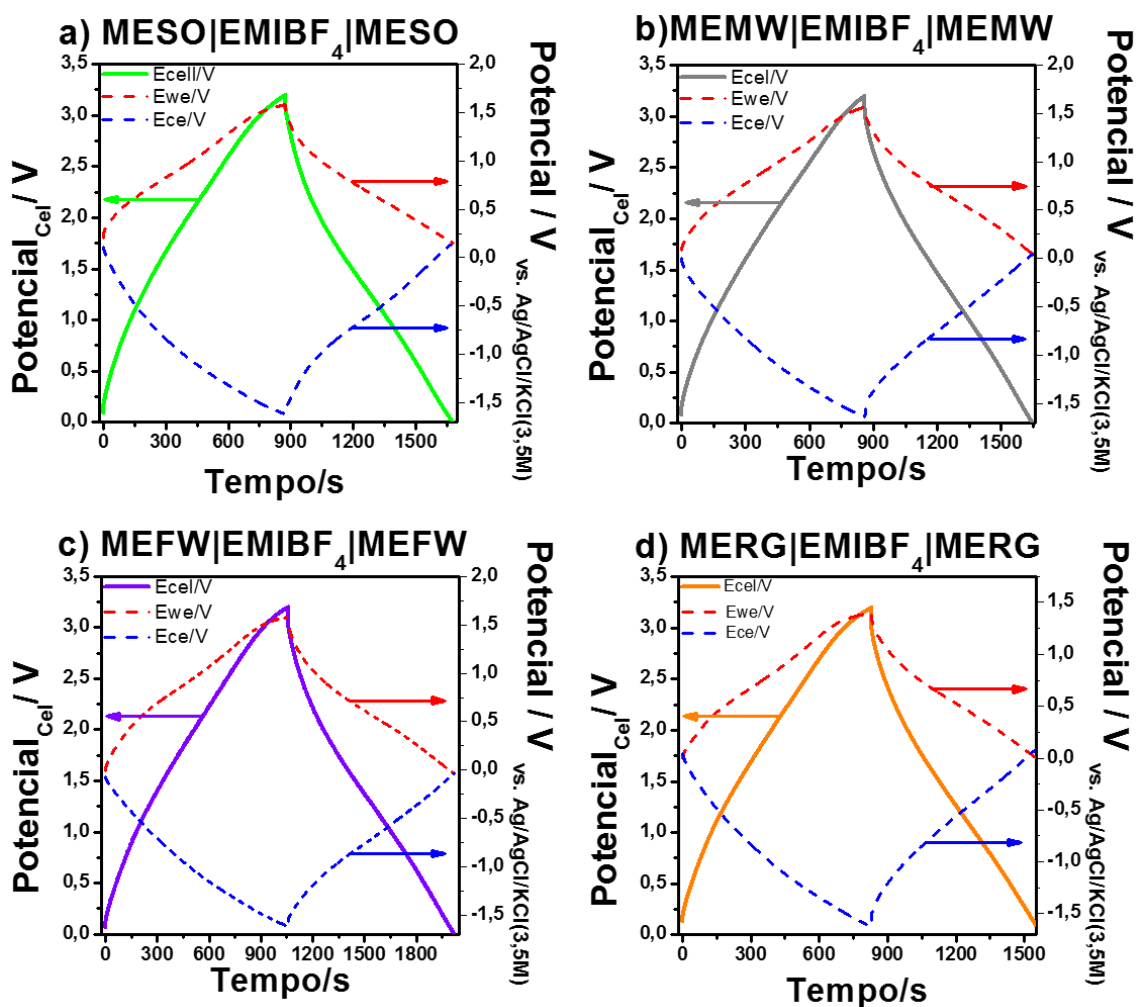 a) MESO|EMIBF₄|MESO
Ecell/V
Ewe/V
Ece/V
3,5
3,0
2,5
2,0
1,5
1,0
0,5
0,0
2,0
1,5
1,0
0,5
0,0
-0,5
-1,0
-1,5
0 300 600 900 1200 1500
Potencial_Cel / V
Tempo/s
Potencial / V
vs. Ag/AgCl/KCl(3,5M)
b)MEMW|EMIBF₄|MEMW
Ecel/V
Ewe/V
Ece/V
3,5
3,0
2,5
2,0
1,5
1,0
0,5
0,0
2,0
1,5
1,0
0,5
0,0
-0,5
-1,0
-1,5
0 300 600 900 1200 1500
Potencial_Cel / V
Tempo/s
Potencial / V
vs. Ag/AgCl/KCl(3,5M)
c) MEFW|EMIBF₄|MEFW
Ecel/V
Ewe/V
Ece/V
3,5
3,0
2,5
2,0
1,5
1,0
0,5
0,0
2,0
1,5
1,0
0,5
0,0
-0,5
-1,0
-1,5
0 300 600 900 1200 1500 1800
Potencial_Cel / V
Tempo/s
Potencial / V
vs. Ag/AgCl/KCl(3,5M)
d) MERG|EMIBF₄|MERG
Ecel/V
Ewe/V
Ece/V
3,5
3,0
2,5
2,0
1,5
1,0
0,5
0,0
1,5
1,0
0,5
0,0
-0,5
-1,0
-1,5
0 300 600 900 1200 1500
Potencial_Cel / V
Tempo/s
Potencial / V
vs. Ag/AgCl/KCl(3,5M)